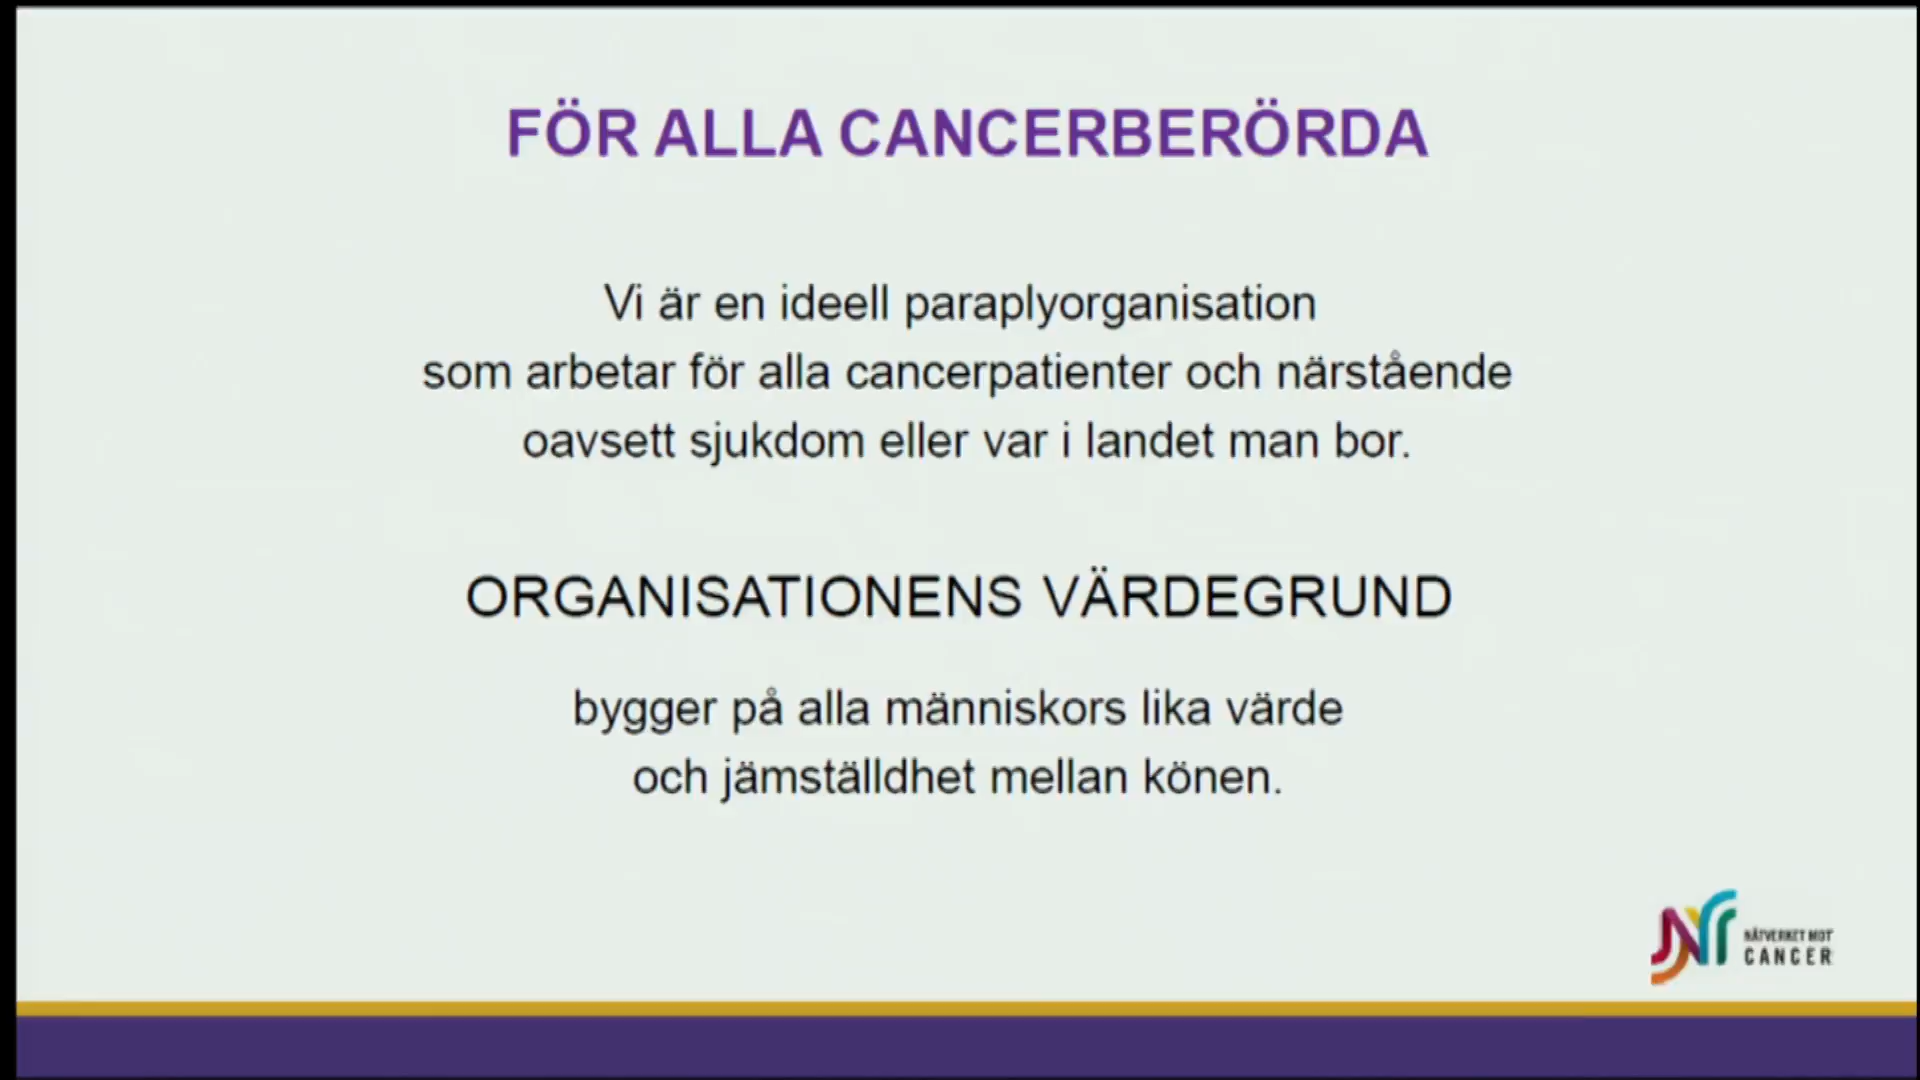 FÖR ALLA CANCERBERÖRDA
Vi är en ideell paraplyorganisation
som arbetar för alla cancerpatienter och närstående
oavsett sjukdom eller var i landet man bor.
ORGANISATIONENS VÄRDEGRUND
bygger på alla människors lika värde
och jämställdhet mellan könen.
NÄTVERKET MOT
CANCER